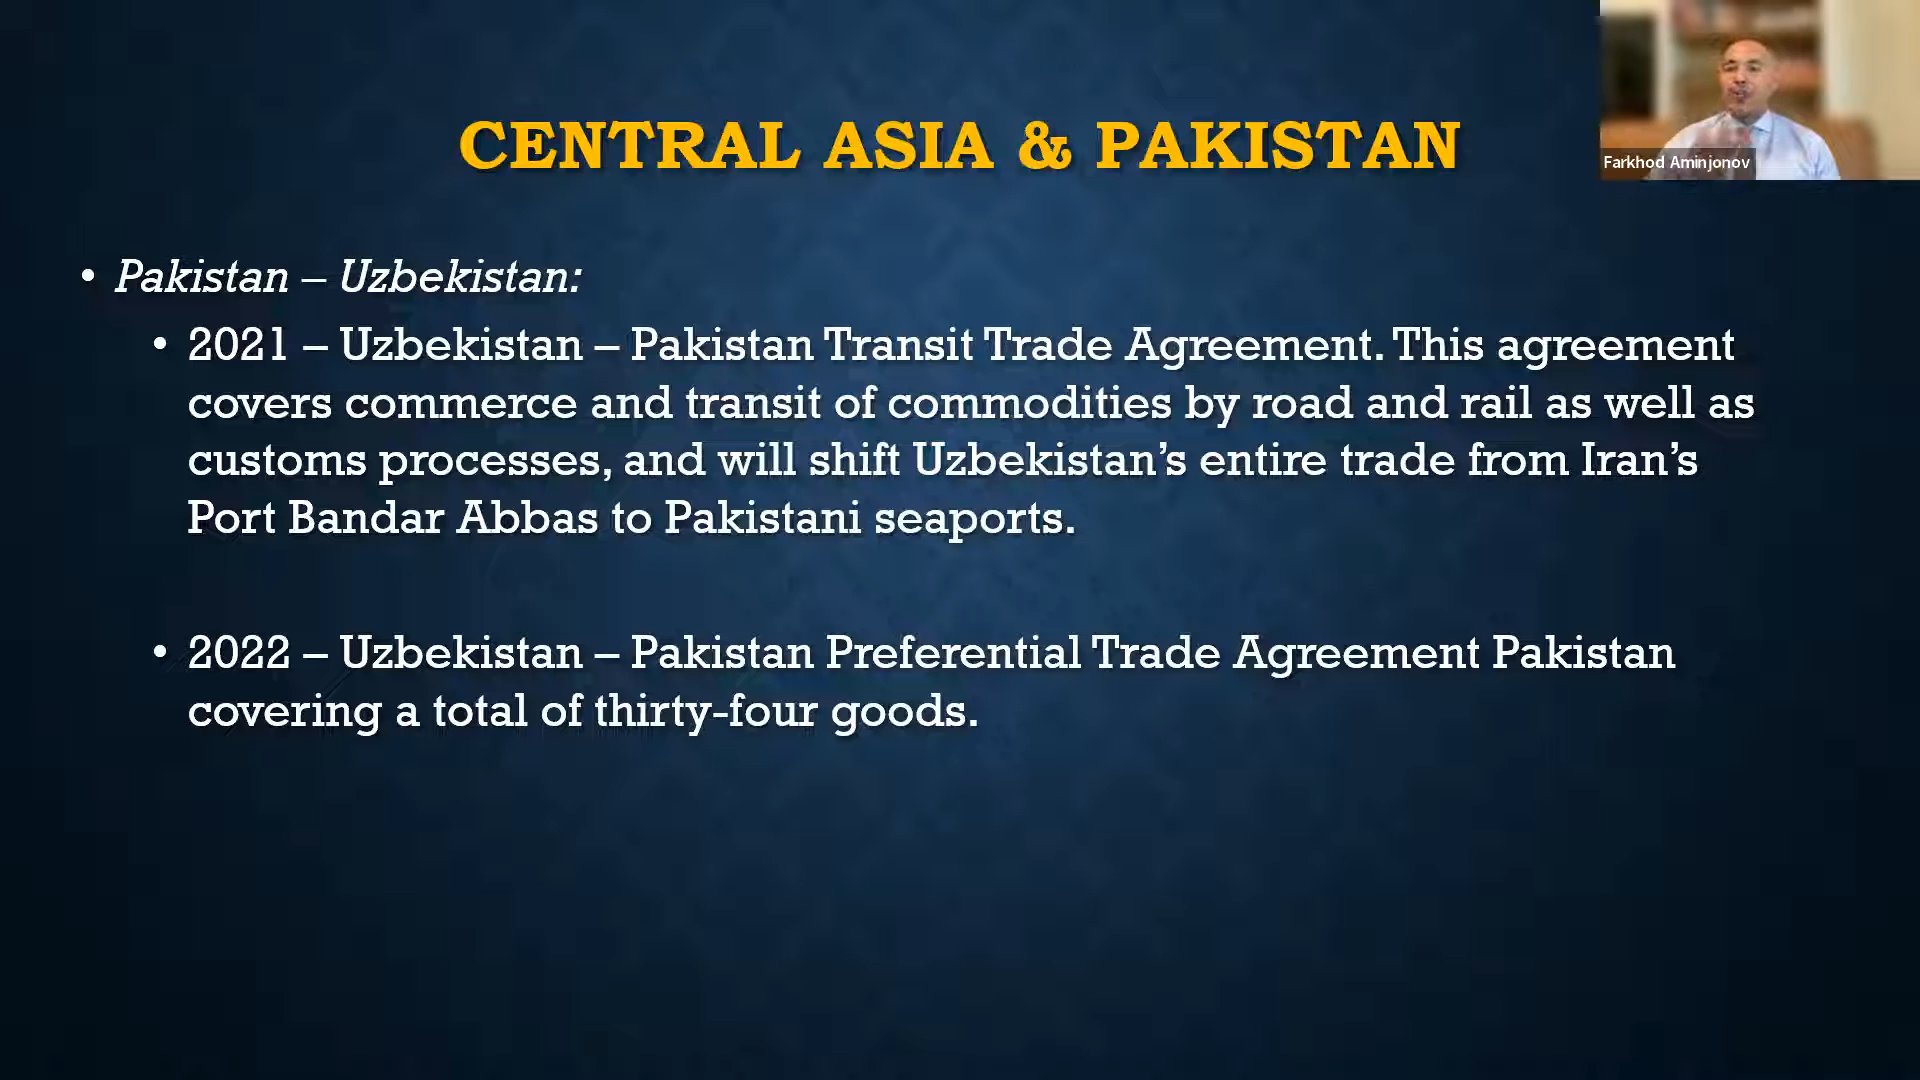 CENTRAL ASIA & PAKISTAN
Farkhod Aminjonov
• Pakistan – Uzbekistan:
• 2021 – Uzbekistan – Pakistan Transit Trade Agreement. This agreement
covers commerce and transit of commodities by road and rail as well as
customs processes, and will shift Uzbekistan’s entire trade from Iran’s
Port Bandar Abbas to Pakistani seaports.
• 2022 – Uzbekistan – Pakistan Preferential Trade Agreement Pakistan
covering a total of thirty-four goods.